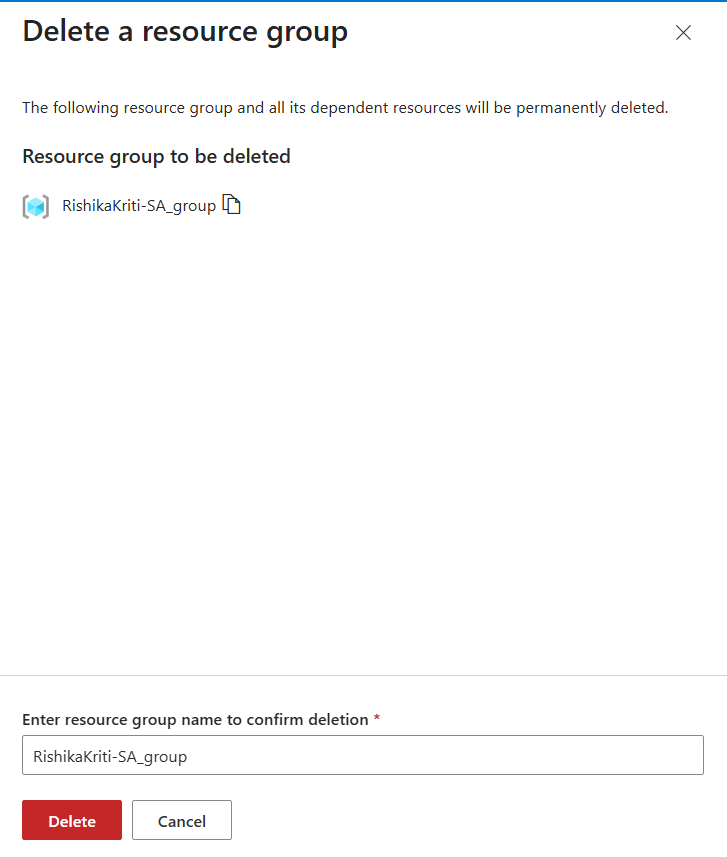 Delete a resource group
The following resource group and all its dependent resources will be permanently deleted.
Resource group to be deleted
RishikaKriti-SA_group
Enter resource group name to confirm deletion *
RishikaKriti-SA_group
Delete
Cancel